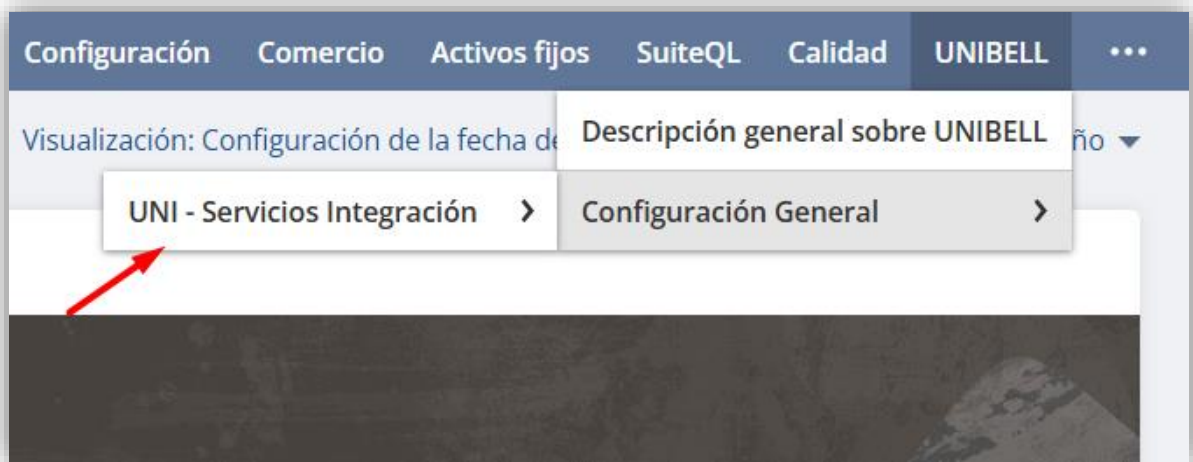 Configuración Comercio Activos fijos SuiteQL Calidad UNIBELL ...
Visualización: Configuración de la fecha de ño
Descripción general sobre UNIBELL
UNI - Servicios Integración
Configuración General